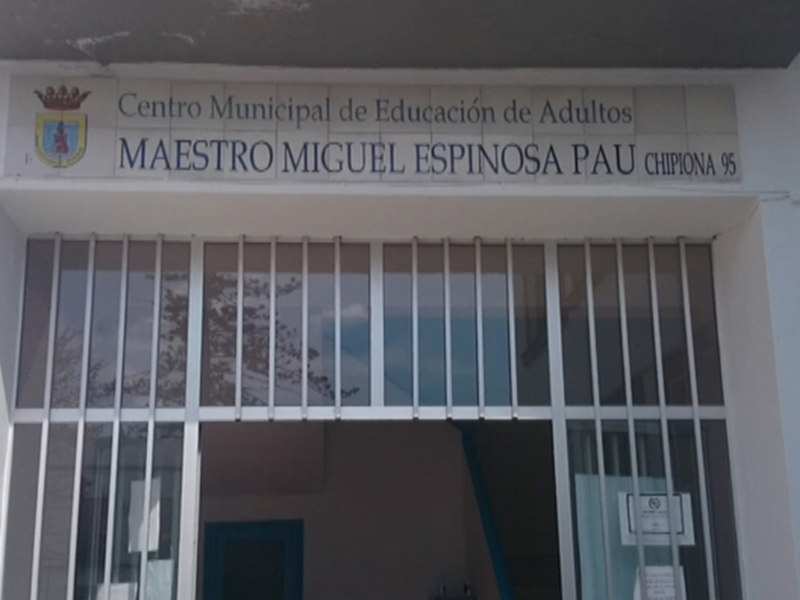 Centro Municipal de Educación de Adultos
MAESTRO MIGUEL ESPINOSA PAU CHIPIONA 95